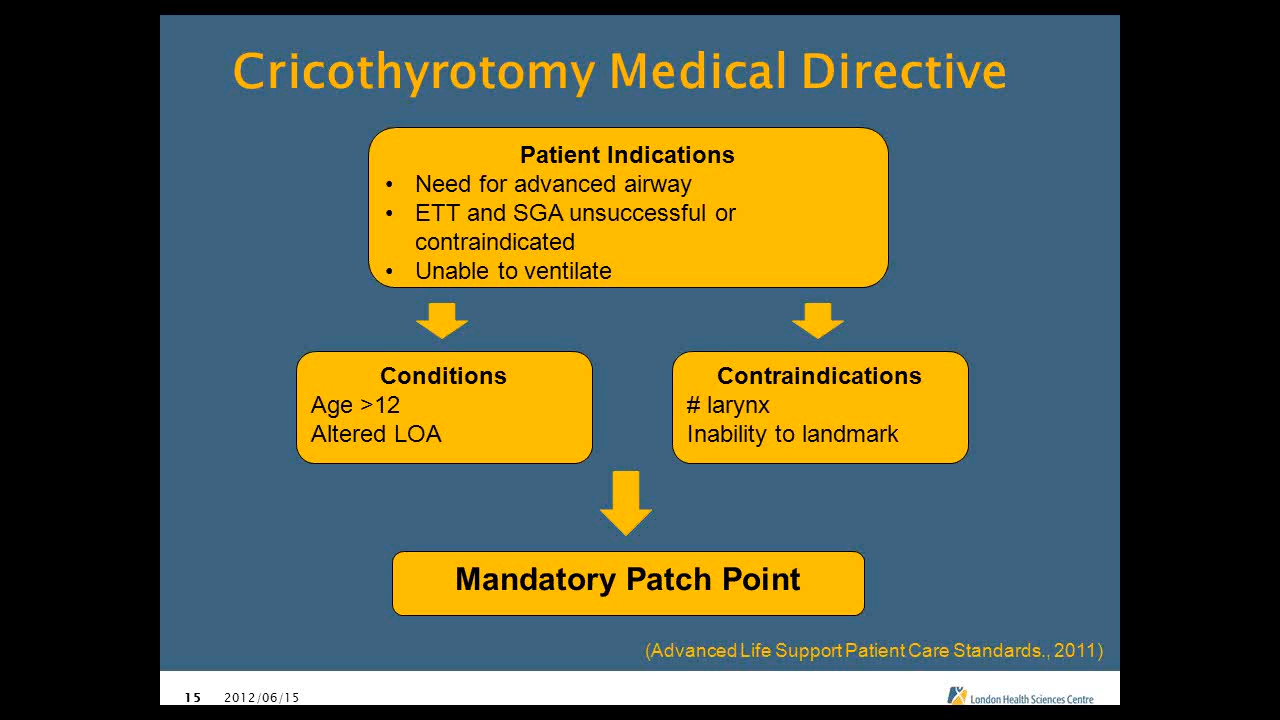 Cricothyrotomy Medical Directive
Patient Indications
• Need for advanced airway
• ETT and SGA unsuccessful or
contraindicated
• Unable to ventilate
Conditions
Age >12
Altered LOA
Contraindications
# larynx
Inability to landmark
Mandatory Patch Point
(Advanced Life Support Patient Care Standards., 2011)
15 2012/06/15
London Health Sciences Centre